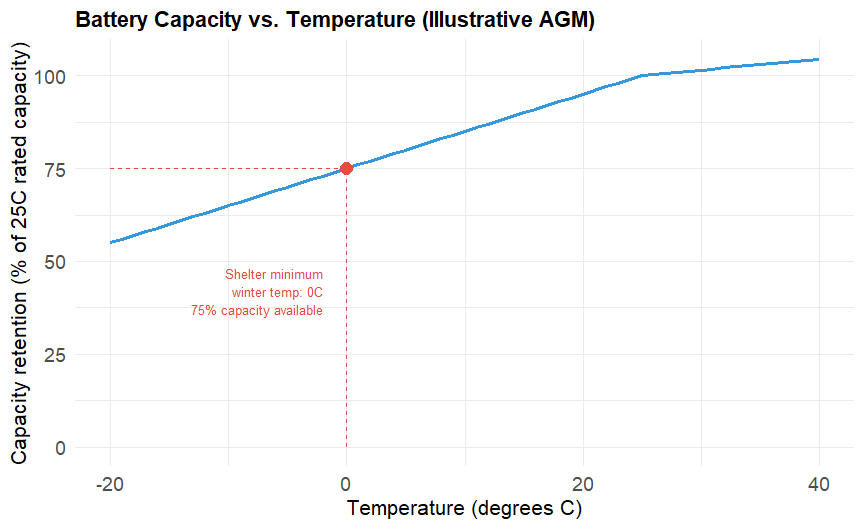 Battery Capacity vs. Temperature (Illustrative AGM)
Capacity retention (% of 25C rated capacity)
100
75
50
25
0
Shelter minimum
winter temp: 0C
75% capacity available
-20
0
20
40
Temperature (degrees C)